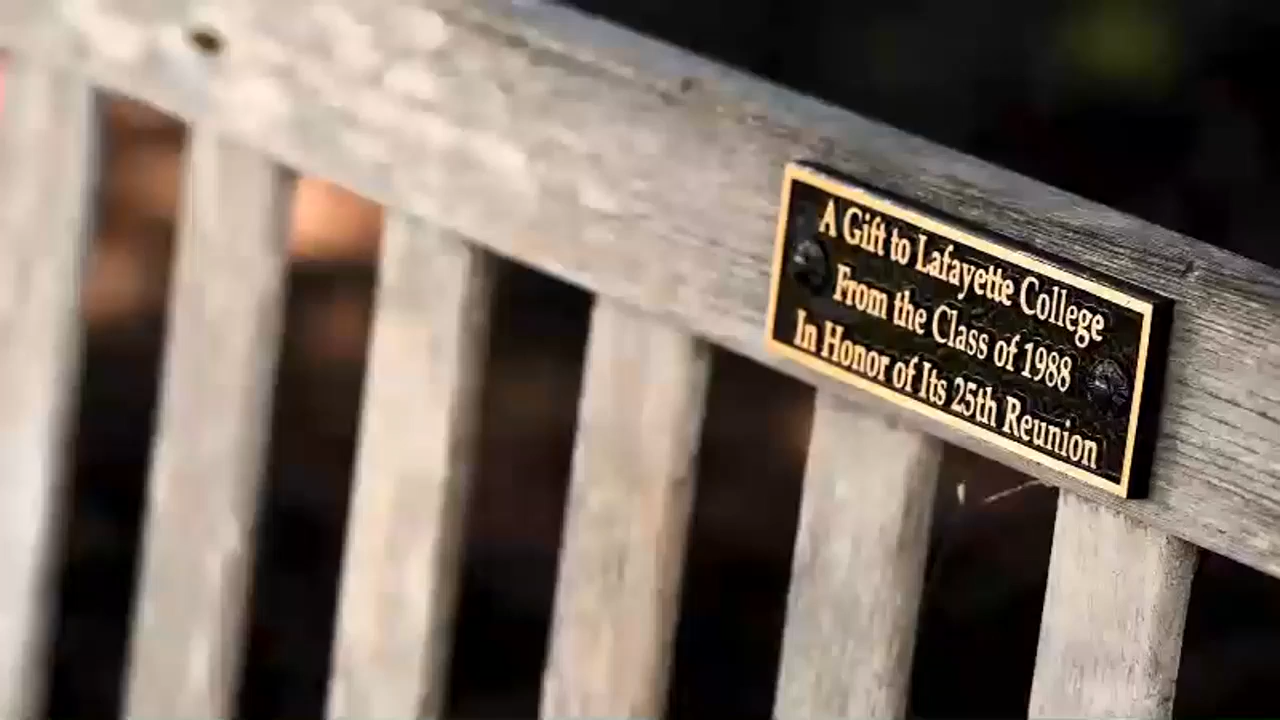 A Gift to Lafayette College
From the Class of 1988
In Honor of Its 25th Reunion